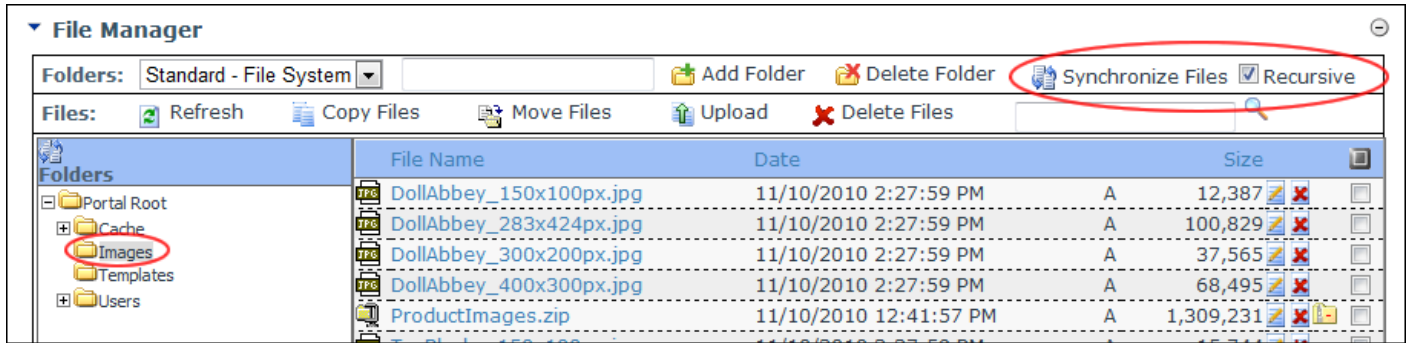 File Manager
Folders: Standard - File System Add Folder Delete Folder Synchronize Files Recursive
Files: Refresh Copy Files Move Files Upload Delete Files
Folders File Name Date Size
Portal Root
Cache
Images
Templates
Users
DollAbbey_150x100px.jpg 11/10/2010 2:27:59 PM A 12,387
DollAbbey_283x424px.jpg 11/10/2010 2:27:59 PM A 100,829
DollAbbey_300x200px.jpg 11/10/2010 2:27:59 PM A 37,565
DollAbbey_400x300px.jpg 11/10/2010 2:27:59 PM A 68,495
ProductImages.zip 11/10/2010 12:41:57 PM A 1,309,231